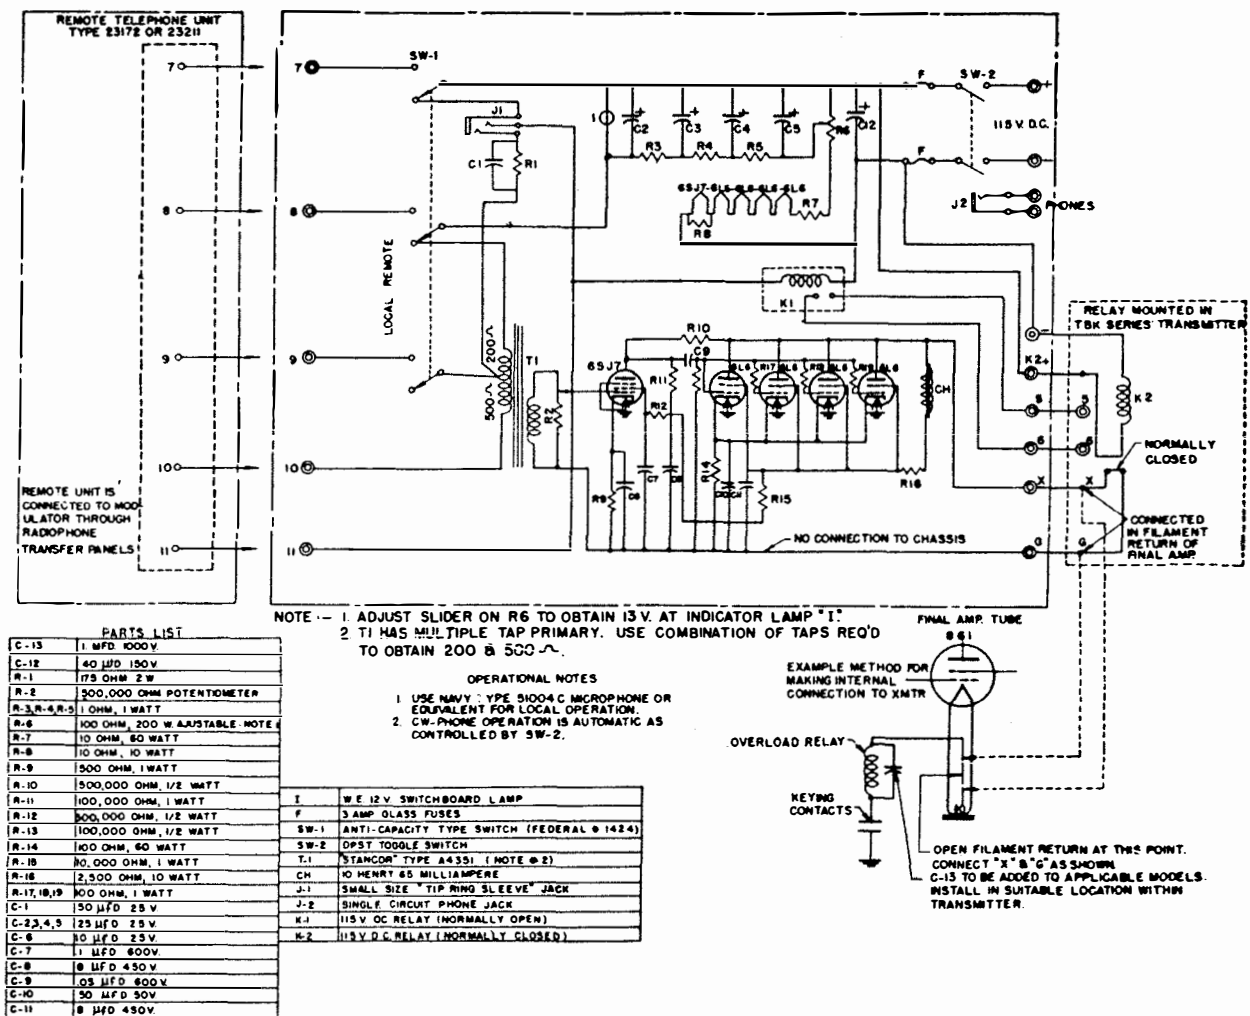 REMOTE TELEPHONE UNIT
TYPE 23172 OR 23211
7
8
9
10
11
REMOTE UNIT IS
CONNECTED TO MOD
ULATOR THROUGH
RADIOPHONE
TRANSFER PANELS
7
8
9
10
11
SW-1
J1
C1
R1
LOCAL REMOTE
200
500
T1
R2
I
C2
C3
C4
C5
R6
C12
R3
R4
R5
6SJ7-6L6-6L6-6L6-6L6
R7
R8
F
SW-2
+
115 V. D.C.
F
-
J2
PHONES
K1
R10
C9
6SJ7
R11
R12
6L6
R17
6L6
R18
6L6
R19
6L6
CH
R9
C6
C7
C8
R14
C10
C11
R15
R16
NO CONNECTION TO CHASSIS
-
K2+
5
6
X
G
RELAY MOUNTED IN
TBK SERIES TRANSMITTER
K2
5
6
NORMALLY
CLOSED
X
G
CONNECTED
IN FILAMENT
RETURN OF
FINAL AMP.
NOTE :- 1. ADJUST SLIDER ON R6 TO OBTAIN 13 V. AT INDICATOR LAMP "I".
2. T1 HAS MULTIPLE TAP PRIMARY. USE COMBINATION OF TAPS REQ'D
TO OBTAIN 200 & 500
OPERATIONAL NOTES
1. USE NAVY TYPE 51004C MICROPHONE OR
EQUIVALENT FOR LOCAL OPERATION.
2. CW-PHONE OPERATION IS AUTOMATIC AS
CONTROLLED BY SW-2.
PARTS LIST
C-13 1 MFD. 1000 V.
C-12 40 µFD 150 V.
R-1 175 OHM 2 W
R-2 500,000 OHM POTENTIOMETER
R-3,R-4,R-5 1 OHM, 1 WATT
R-6 100 OHM, 200 W. AJUSTABLE-NOTE
R-7 10 OHM, 60 WATT
R-8 10 OHM, 10 WATT
R-9 500 OHM, 1 WATT
R-10 500,000 OHM, 1/2 WATT
R-11 100,000 OHM, 1 WATT
R-12 500,000 OHM, 1/2 WATT
R-13 100,000 OHM, 1/2 WATT
R-14 100 OHM, 60 WATT
R-15 10,000 OHM, 1 WATT
R-16 2,500 OHM, 10 WATT
R-17,18,19 100 OHM, 1 WATT
C-1 50 µFD 25 V.
C-2,3,4,5 25 µFD 25 V.
C-6 10 µFD 25 V.
C-7 .1 µFD 600V.
C-8 8 µFD 450 V.
C-9 .05 µFD 600 V.
C-10 50 µFD 50V
C-11 8 µFD 450V.
I W.E. 12 V. SWITCHBOARD LAMP
F 3 AMP GLASS FUSES
SW-1 ANTI-CAPACITY TYPE SWITCH (FEDERAL # 1424)
SW-2 DPST TOGGLE SWITCH
T-1 "STANCOR" TYPE A4351 (NOTE # 2)
CH 10 HENRY 65 MILLIAMPERE
J-1 SMALL SIZE "TIP RING SLEEVE" JACK
J-2 SINGLE CIRCUIT PHONE JACK
K-1 115 V DC RELAY (NORMALLY OPEN)
K-2 115 V D.C. RELAY (NORMALLY CLOSED)
FINAL AMP. TUBE
861
EXAMPLE METHOD FOR
MAKING INTERNAL
CONNECTION TO XMTR
OVERLOAD RELAY
KEYING
CONTACTS
OPEN FILAMENT RETURN AT THIS POINT.
CONNECT "X" & "G" AS SHOWN.
C-13 TO BE ADDED TO APPLICABLE MODELS.
INSTALL IN SUITABLE LOCATION WITHIN
TRANSMITTER.